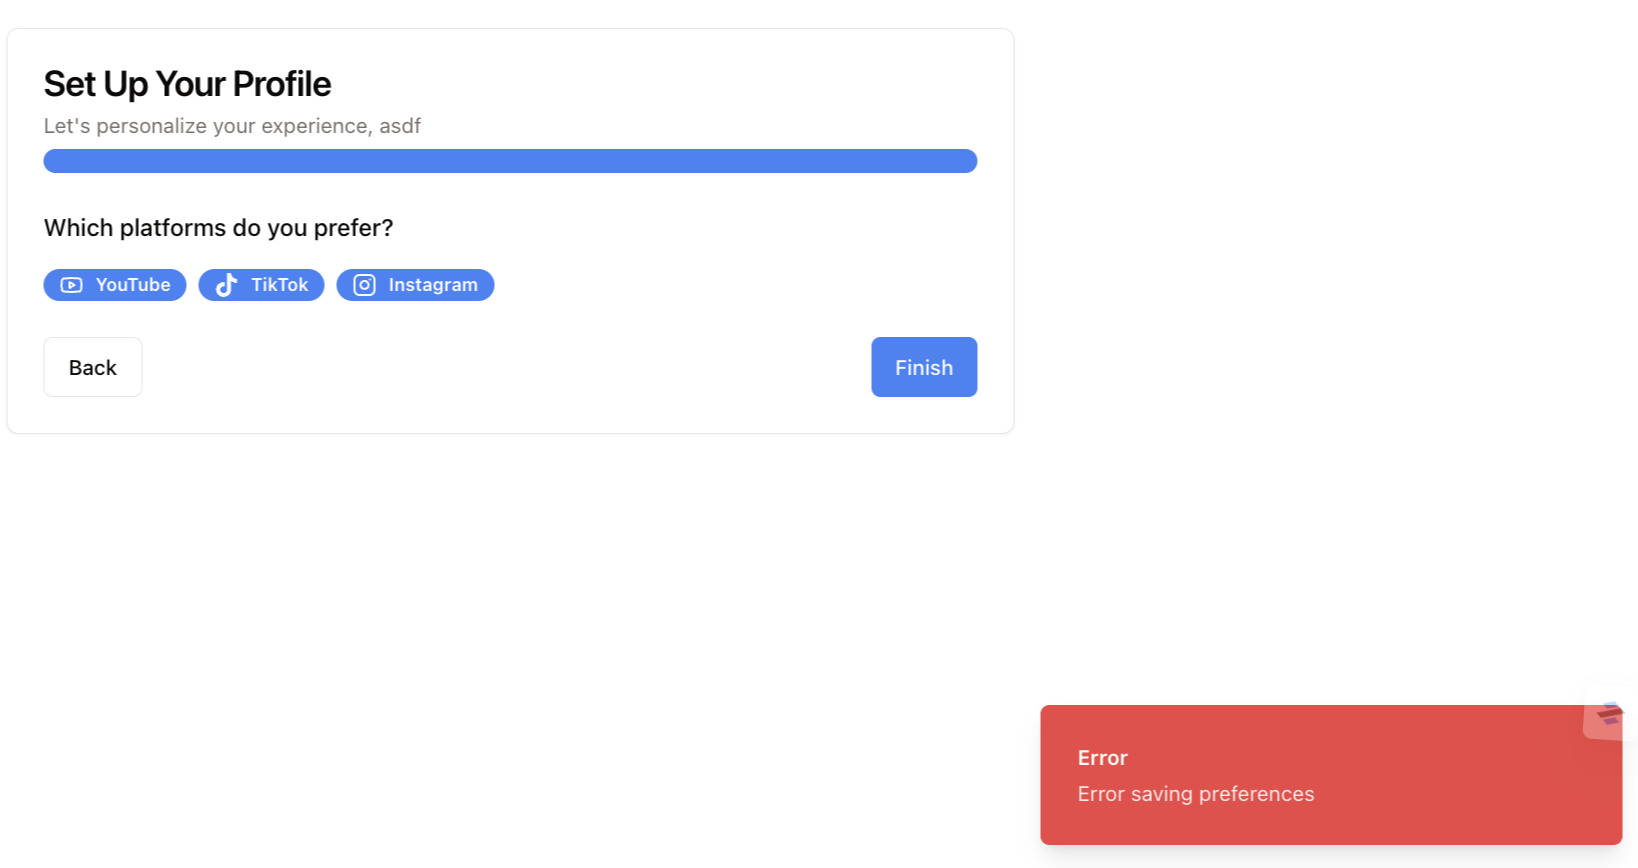 Set Up Your Profile
Let's personalize your experience, asdf
Which platforms do you prefer?
YouTube TikTok Instagram
Back Finish
Error
Error saving preferences